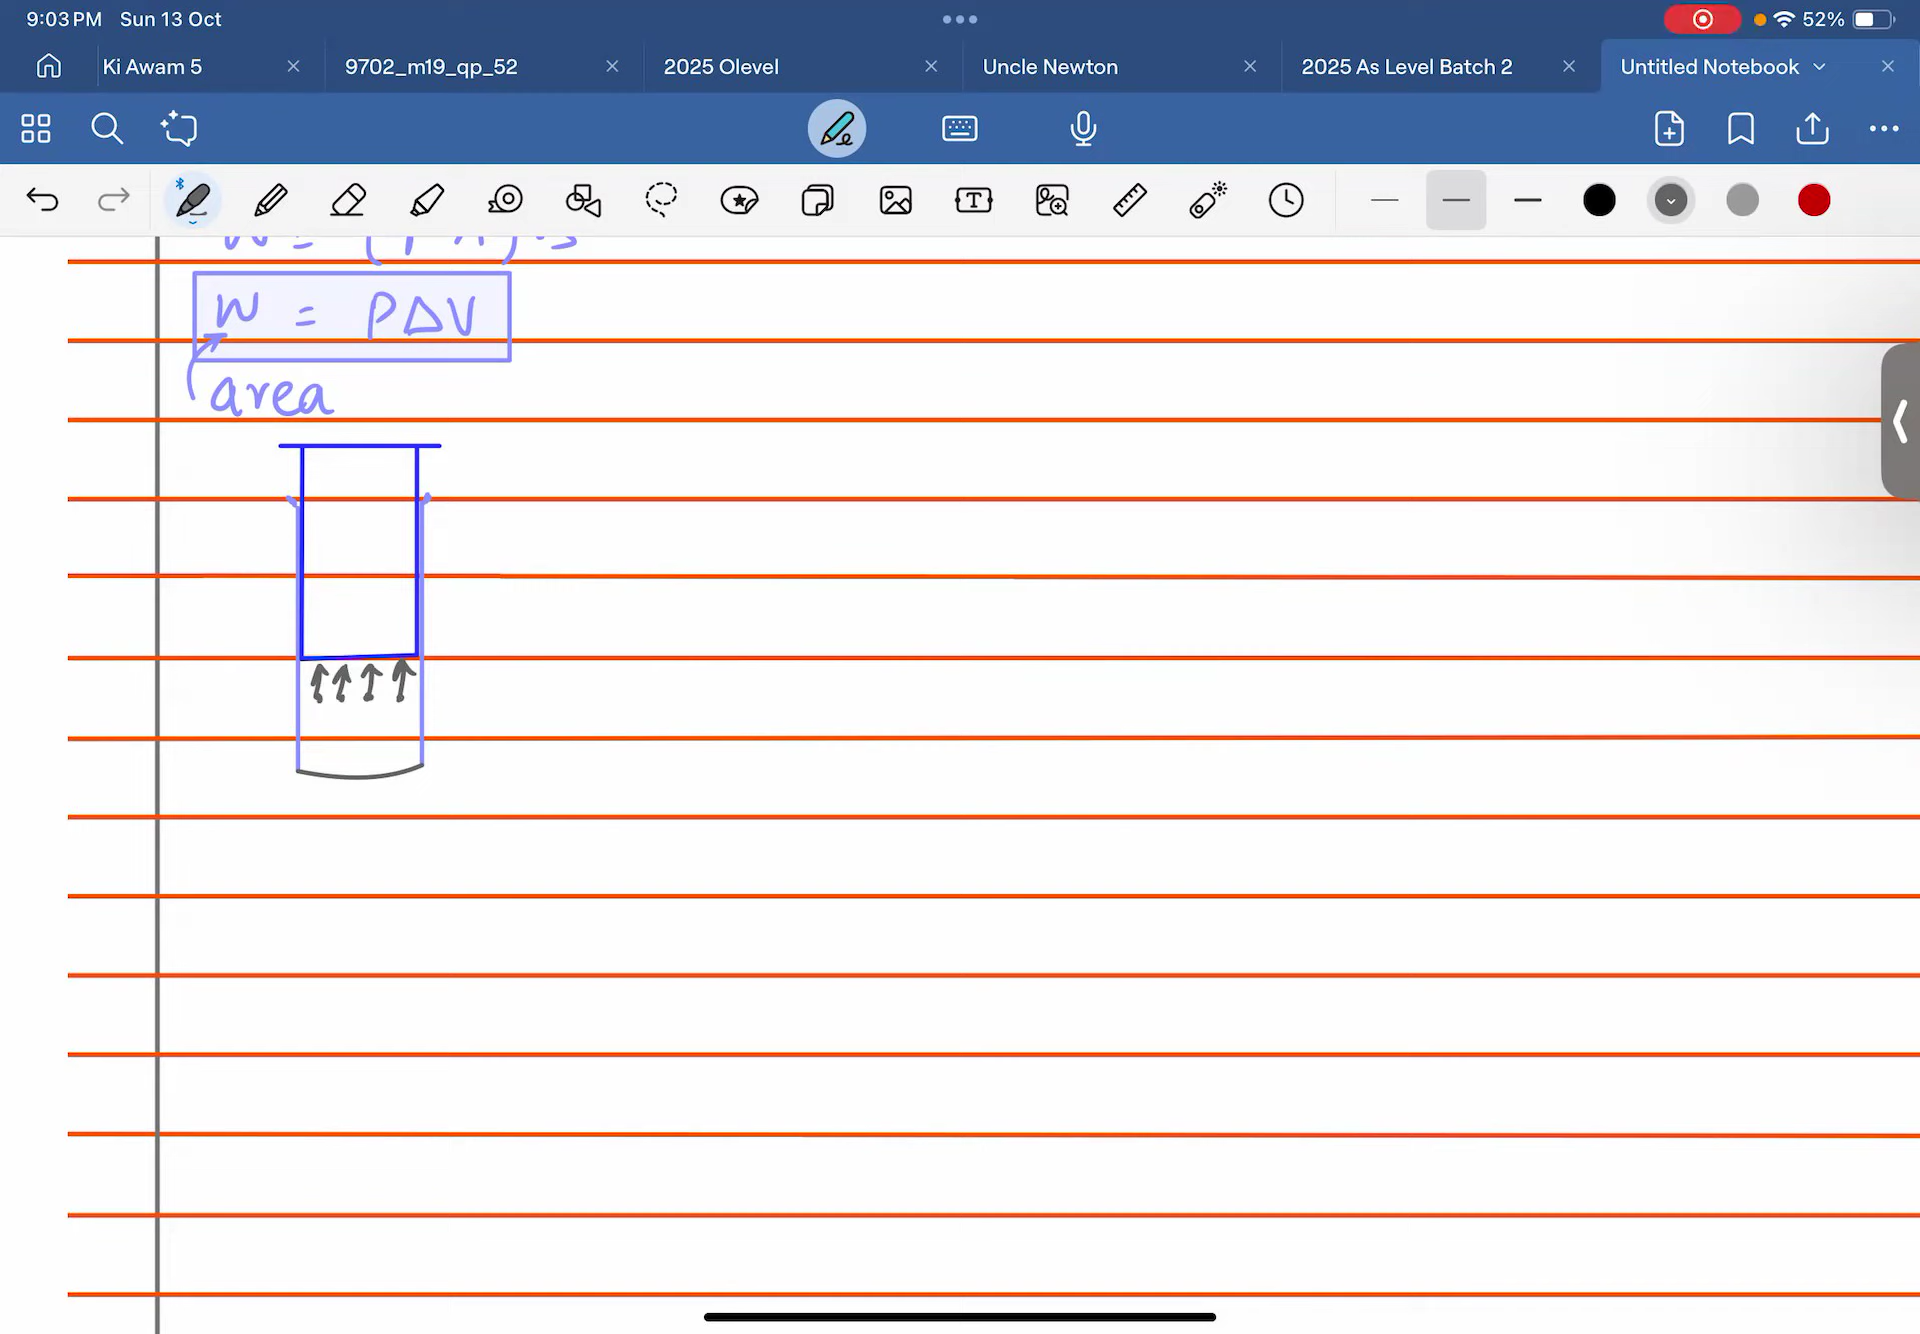 9:03 PM Sun 13 Oct 52%
Ki Awam 5 9702_m19_qp_52 2025 Olevel Uncle Newton 2025 As Level Batch 2 Untitled Notebook
W = PΔV
area